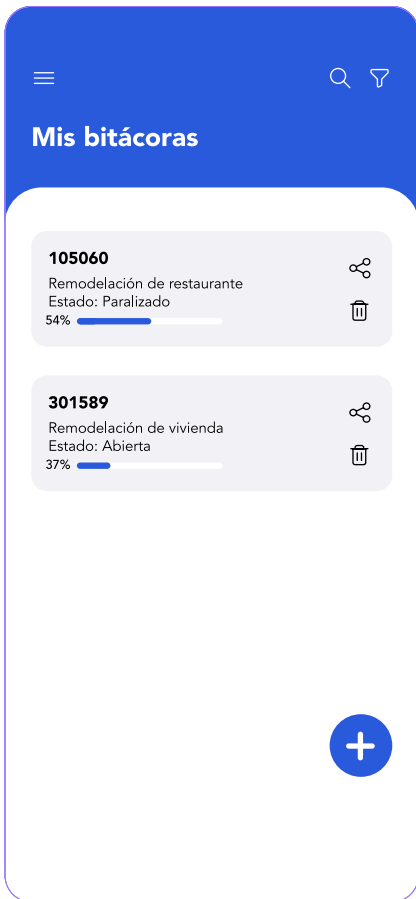 Mis bitácoras
105060
Remodelación de restaurante
Estado: Paralizado
54%
301589
Remodelación de vivienda
Estado: Abierta
37%